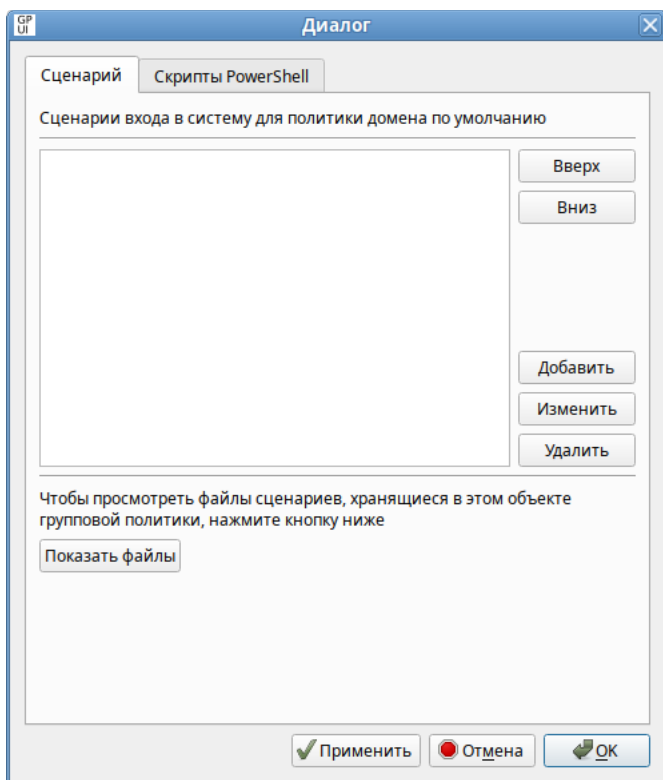 GP
UI
Диалог
Сценарий
Скрипты PowerShell
Сценарии входа в систему для политики домена по умолчанию
Вверх
Вниз
Добавить
Изменить
Удалить
Чтобы просмотреть файлы сценариев, хранящиеся в этом объекте
групповой политики, нажмите кнопку ниже
Показать файлы
Применить
Отмена
OK